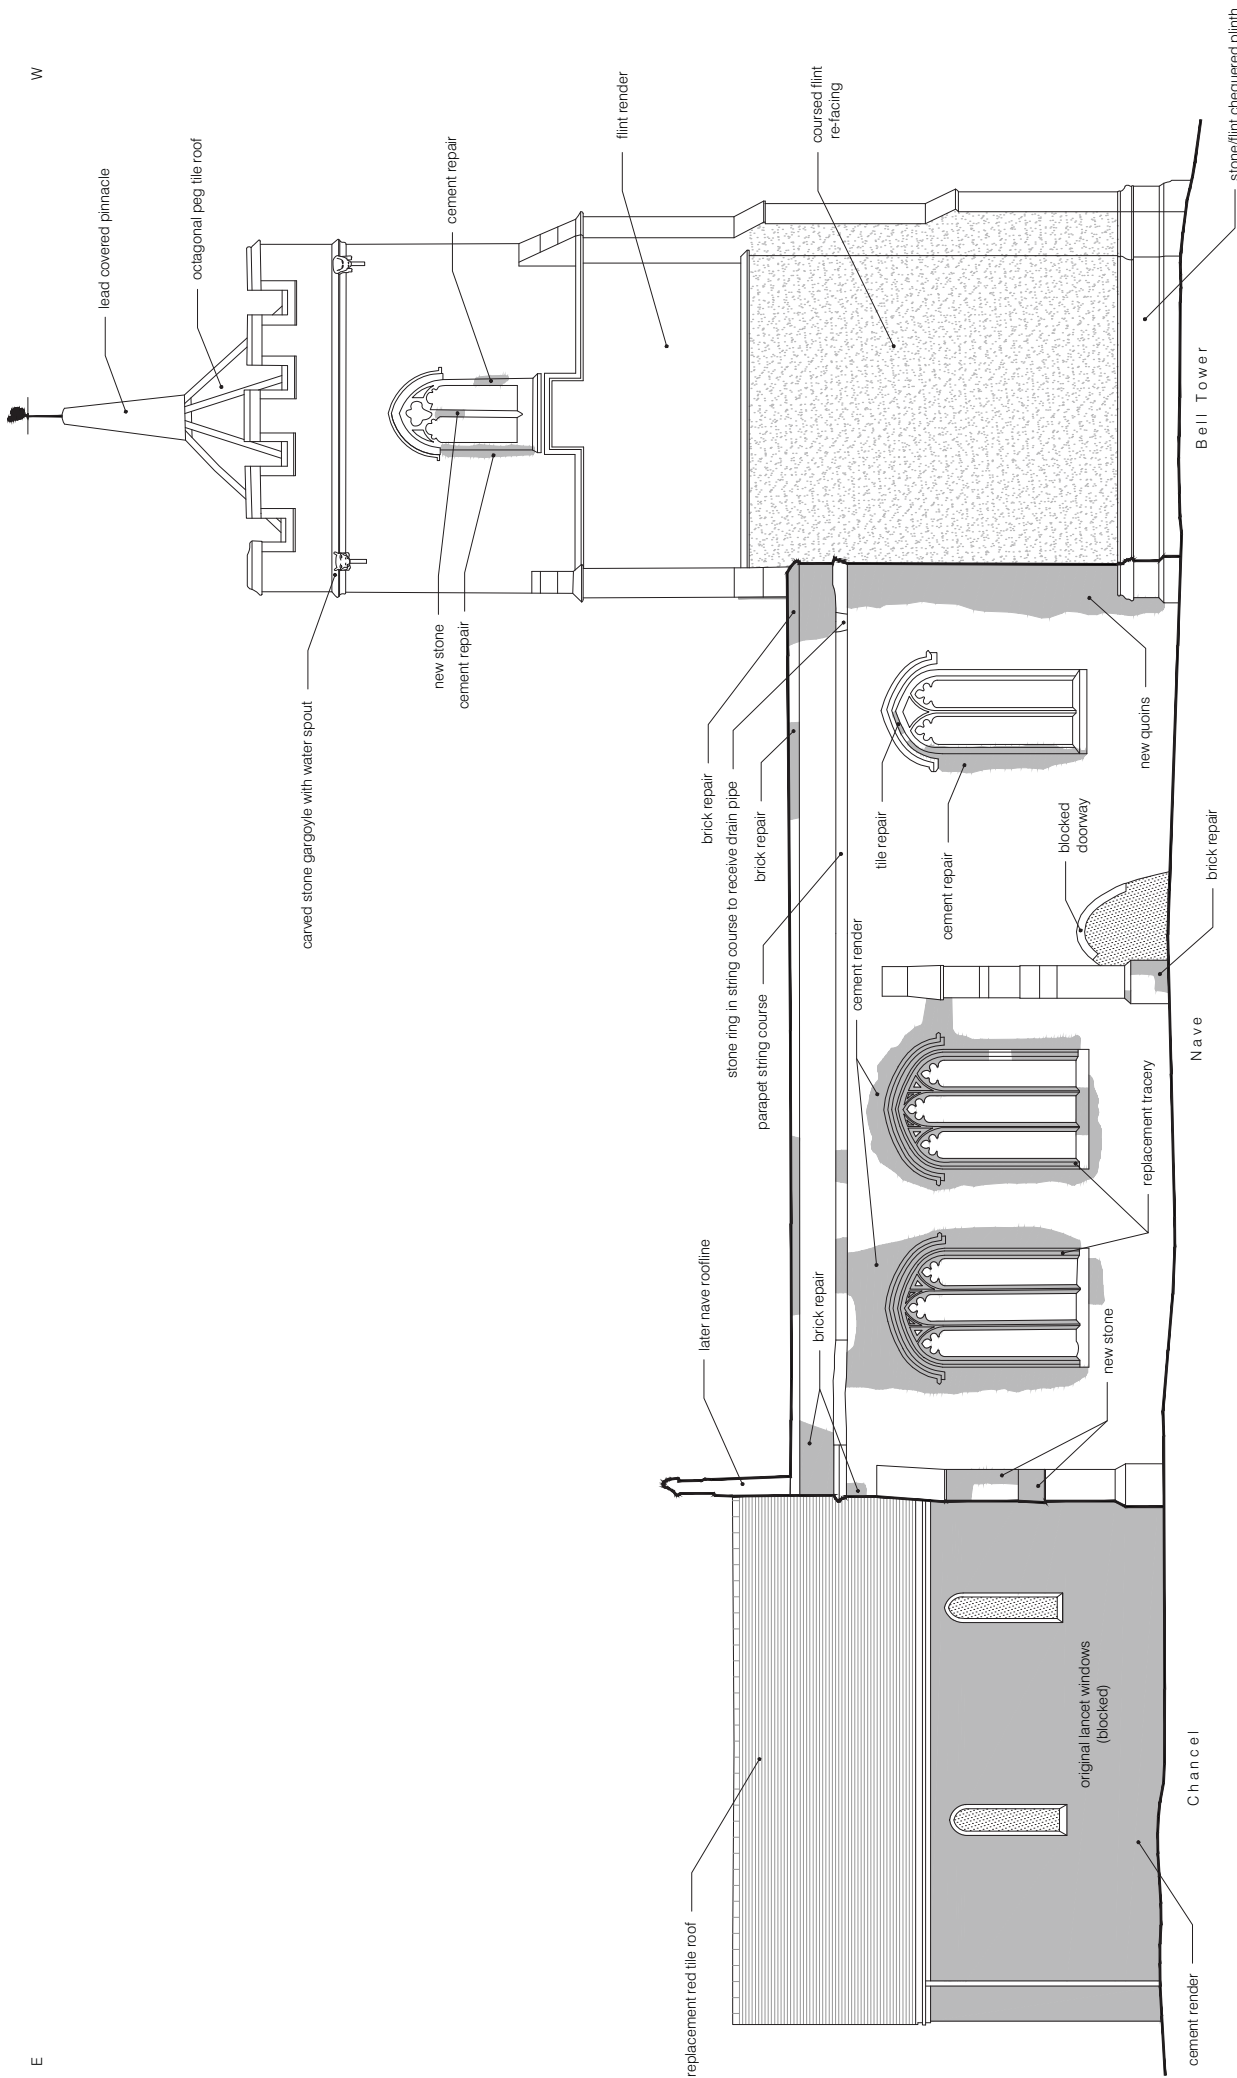 E
W
lead covered pinnacle
octagonal peg tile roof
carved stone gargoyle with water spout
cement repair
new stone
cement repair
flint render
coursed flint
re-facing
stone/flint chequered plinth
brick repair
stone ring in string course to receive drain pipe
brick repair
parapet string course
later nave roofline
replacement red tile roof
brick repair
cement render
tile repair
cement repair
blocked
doorway
new quoins
brick repair
replacement tracery
new stone
original lancet windows
(blocked)
cement render
Chancel
Nave
Bell Tower